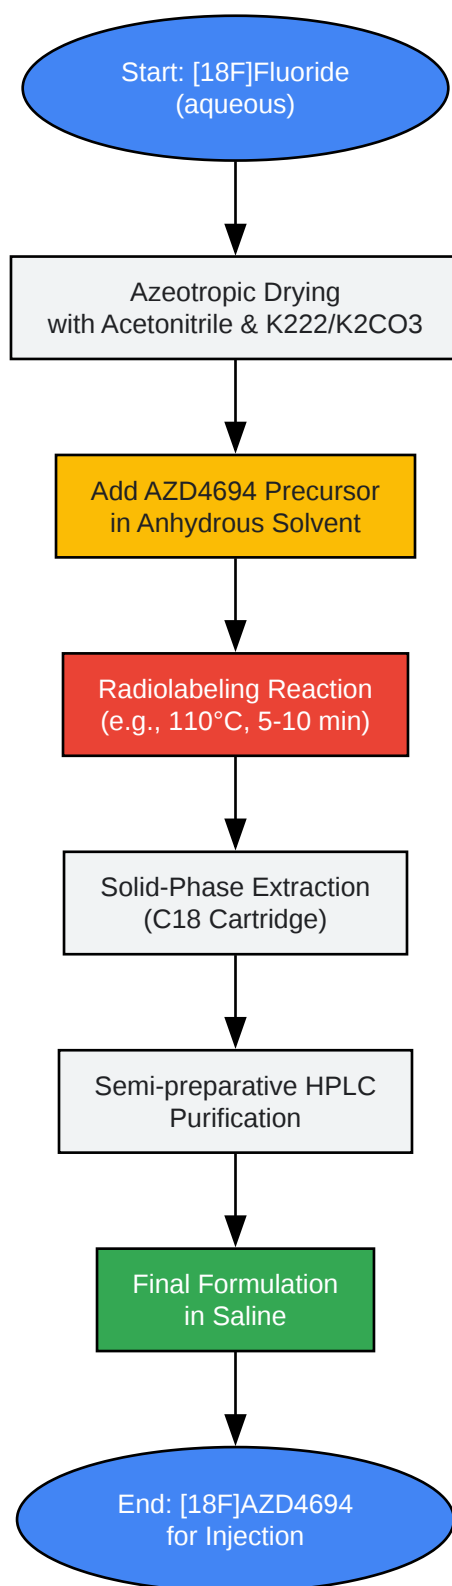 Start: [18F]Fluoride
(aqueous)
Azeotropic Drying
with Acetonitrile & K222/K2CO3
Add AZD4694 Precursor
in Anhydrous Solvent
Radiolabeling Reaction
(e.g., 110°C, 5-10 min)
Solid-Phase Extraction
(C18 Cartridge)
Semi-preparative HPLC
Purification
Final Formulation
in Saline
End: [18F]AZD4694
for Injection